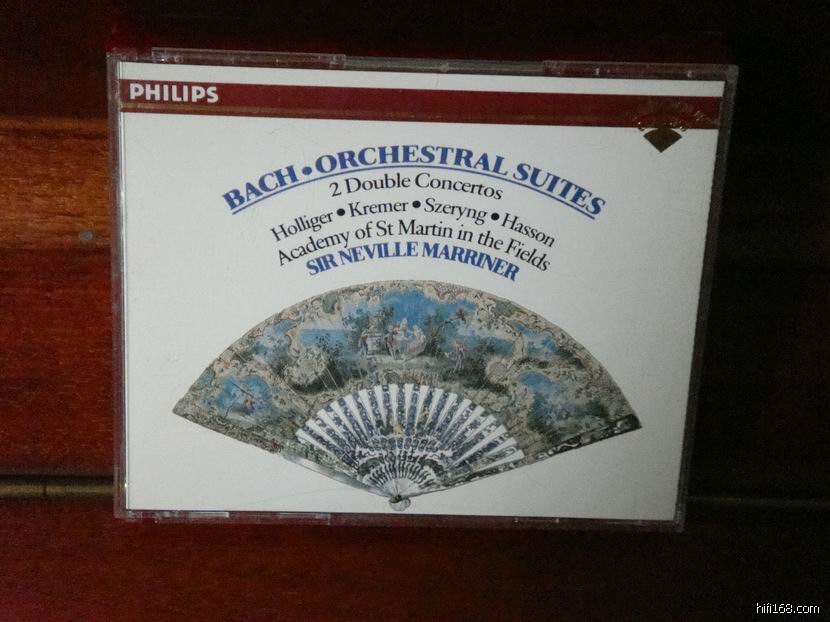 PHILIPS
BACH • ORCHESTRAL SUITES
2 Double Concertos
Holliger • Kremer • Szeryng • Hasson
Academy of St Martin in the Fields
SIR NEVILLE MARRINER
hifi168.com